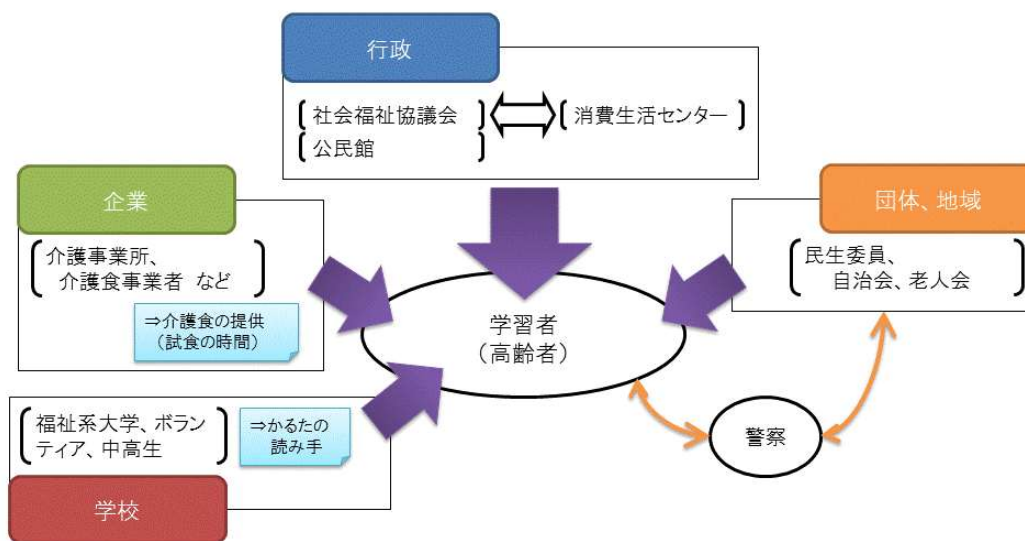 行政
社会福祉協議会
公民館
消費生活センター
企業
介護事業所、
介護食事業者 など
⇒介護食の提供
(試食の時間)
団体、地域
民生委員、
自治会、老人会
学習者
(高齢者)
福祉系大学、ボラン
ティア、中高生
⇒かるたの
読み手
学校
警察